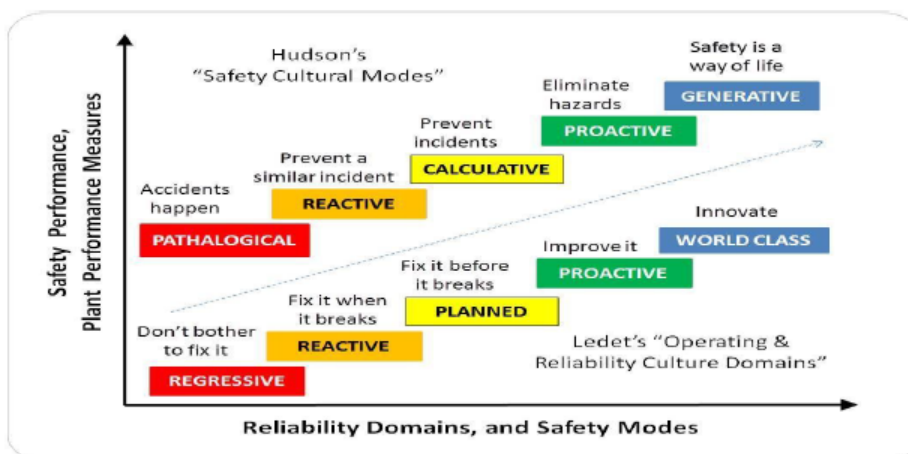 Hudson's
"Safety Cultural Modes"
Safety is a
way of life
GENERATIVE
Eliminate
hazards
PROACTIVE
Prevent
incidents
CALCULATIVE
Prevent a
similar incident
REACTIVE
Accidents
happen
PATHALOGICAL
Innovate
WORLD CLASS
Improve it
PROACTIVE
Fix it before
it breaks
PLANNED
Fix it when
it breaks
REACTIVE
Don't bother
to fix it
REGRESSIVE
Ledet's "Operating &
Reliability Culture Domains"
Safety Performance,
Plant Performance Measures
Reliability Domains, and Safety Modes